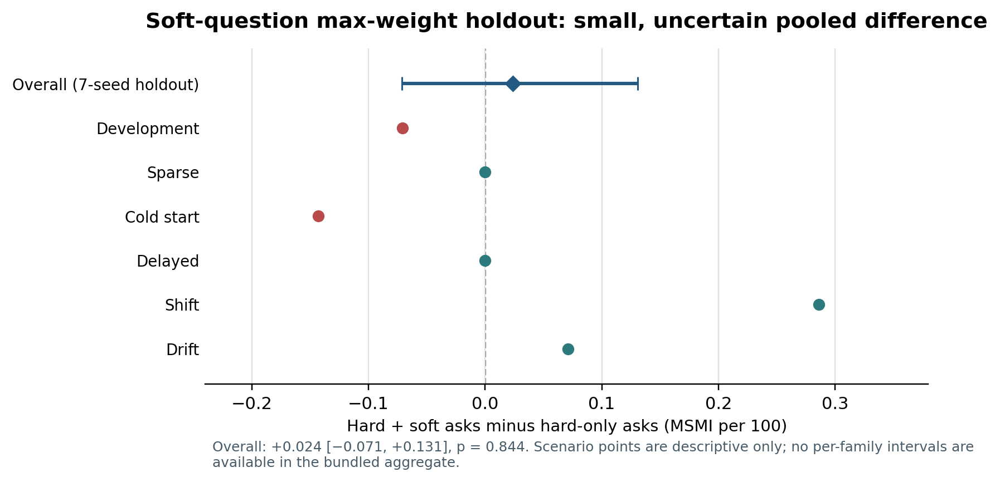 Soft-question max-weight holdout: small, uncertain pooled difference
Overall (7-seed holdout)
Development
Sparse
Cold start
Delayed
Shift
Drift
−0.2 −0.1 0.0 0.1 0.2 0.3
Hard + soft asks minus hard-only asks (MSMI per 100)
Overall: +0.024 [−0.071, +0.131], p = 0.844. Scenario points are descriptive only; no per-family intervals are
available in the bundled aggregate.